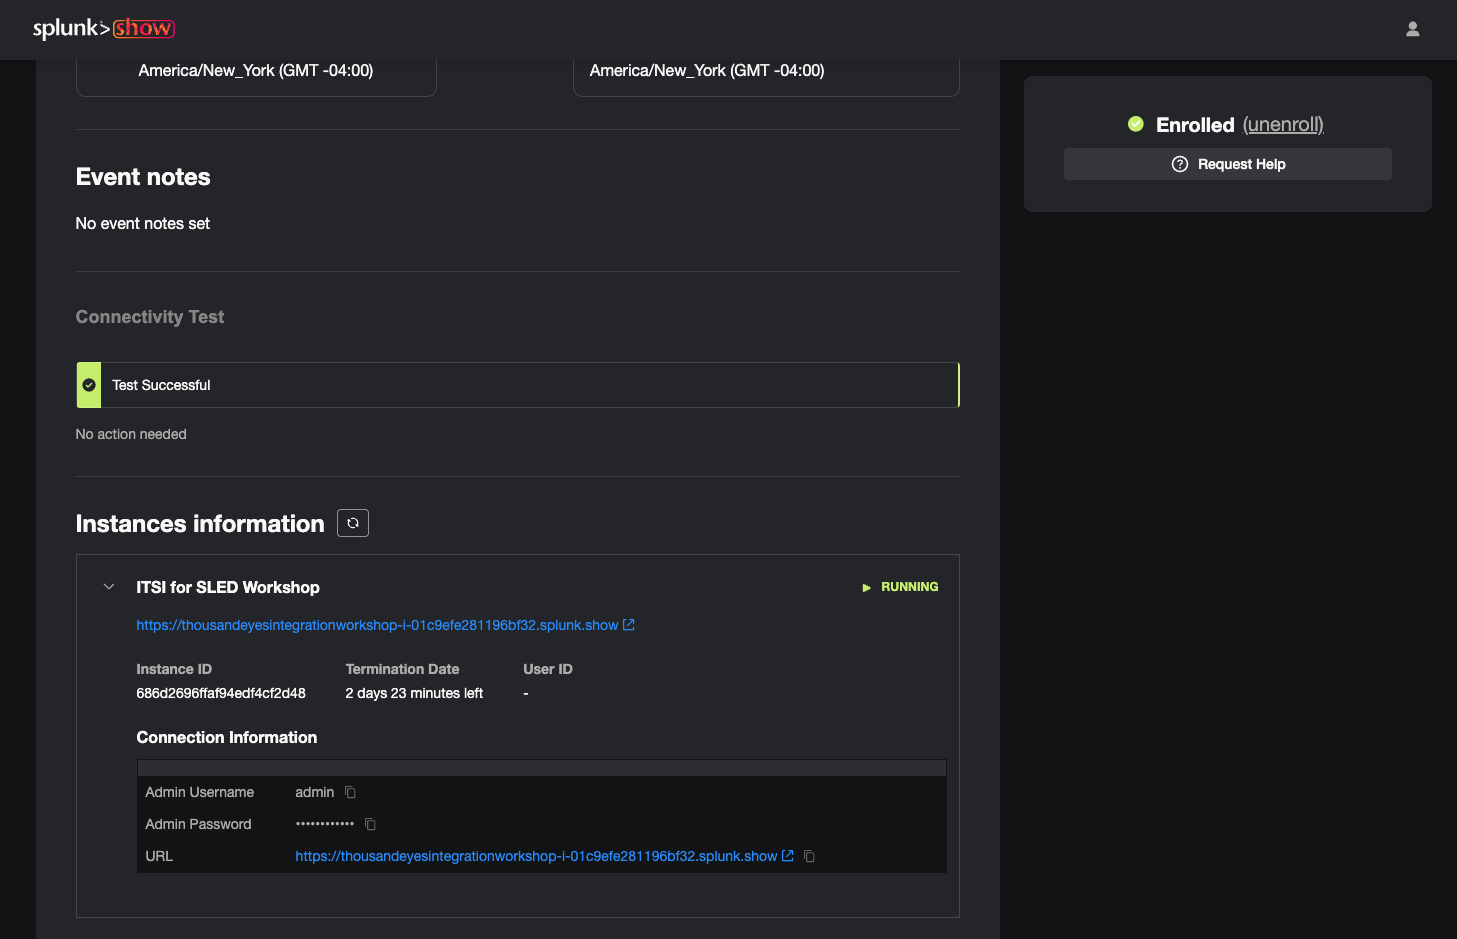 splunk>show
America/New_York (GMT -04:00)
America/New_York (GMT -04:00)
Enrolled (unenroll)
Request Help
Event notes
No event notes set
Connectivity Test
Test Successful
No action needed
Instances information
ITSI for SLED Workshop
RUNNING
https://thousandeyesintegrationworkshop-i-01c9efe281196bf32.splunk.show
Instance ID
Termination Date
User ID
686d2696ffaf94edf4cf2d48
2 days 23 minutes left
-
Connection Information
Admin Username admin
Admin Password ••••••••••••
URL https://thousandeyesintegrationworkshop-i-01c9efe281196bf32.splunk.show